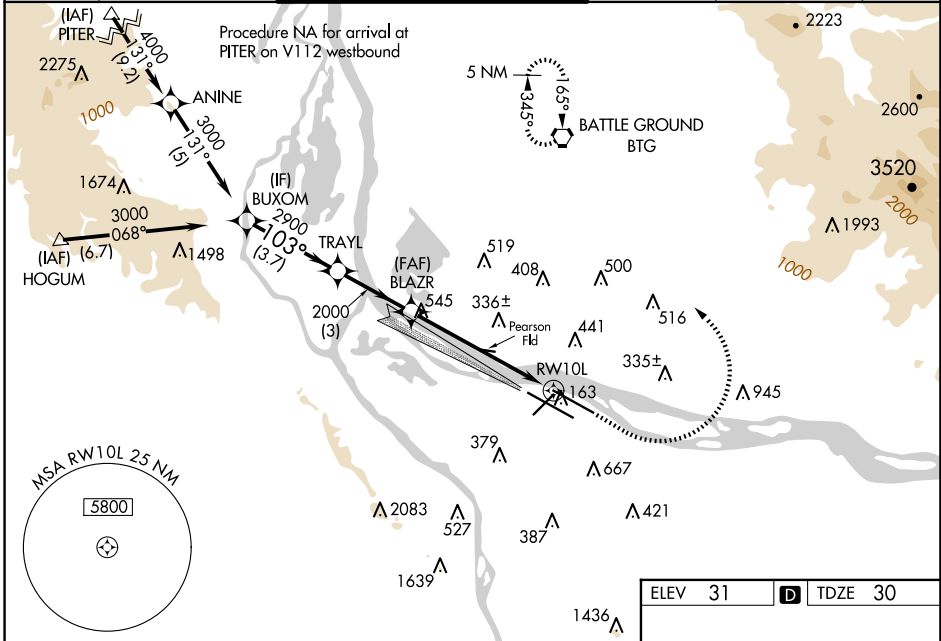 (IAF)
PITER
4000
131°
(9.2)
Procedure NA for arrival at
PITER on V112 westbound
2223
2275
1000
ANINE
5 NM
345°
165°
BATTLE GROUND
BTG
2600
3520
2000
3000
131°
(5)
1674
(IF)
BUXOM
2900
103°
(3.7)
3000
068°
(6.7)
(IAF)
HOGUM
1498
TRAYL
1993
1000
(FAF)
BLAZR
545
2000
(3)
519
408
500
336±
516
Pearson
Fld
441
RW10L
163
335±
945
379
667
MSA RW10L 25 NM
5800
2083
527
387
421
1639
1436
ELEV 31 D TDZE 30